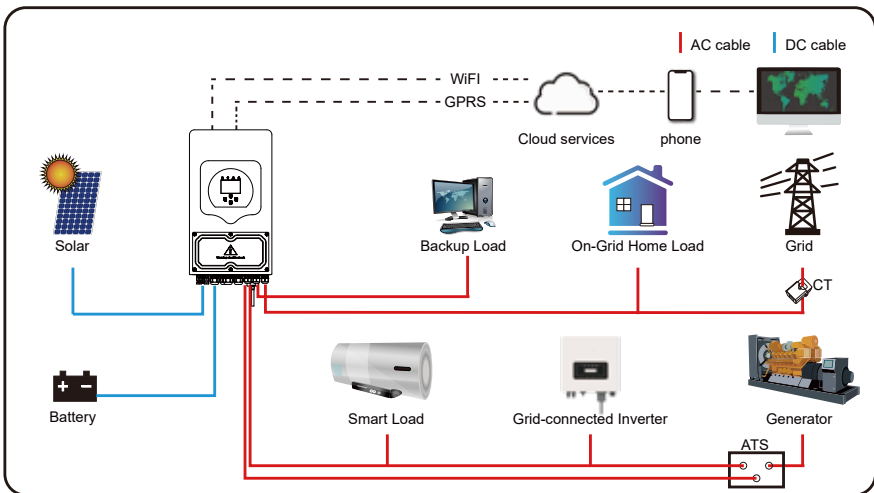 AC cable
DC cable
WiFI
GPRS
Cloud services
phone
Solar
Backup Load
On-Grid Home Load
Grid
CT
Battery
Smart Load
Grid-connected Inverter
Generator
ATS